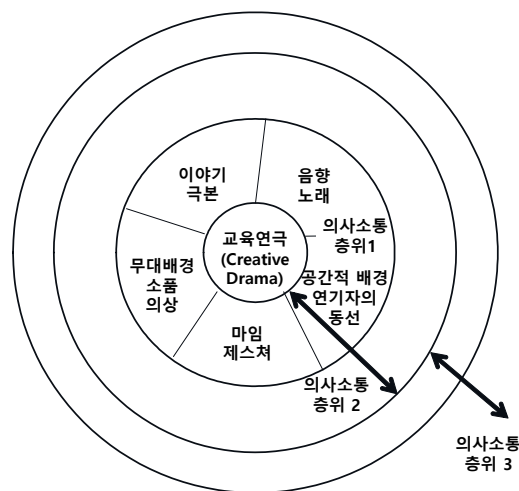 이야기
극본
음향
노래
의사소통
층위1
교육연극
(Creative
Drama)
공간적 배경
연기자의
동선
무대배경
소품
의상
마임
제스쳐
의사소통
층위 2
의사소통
층위 3